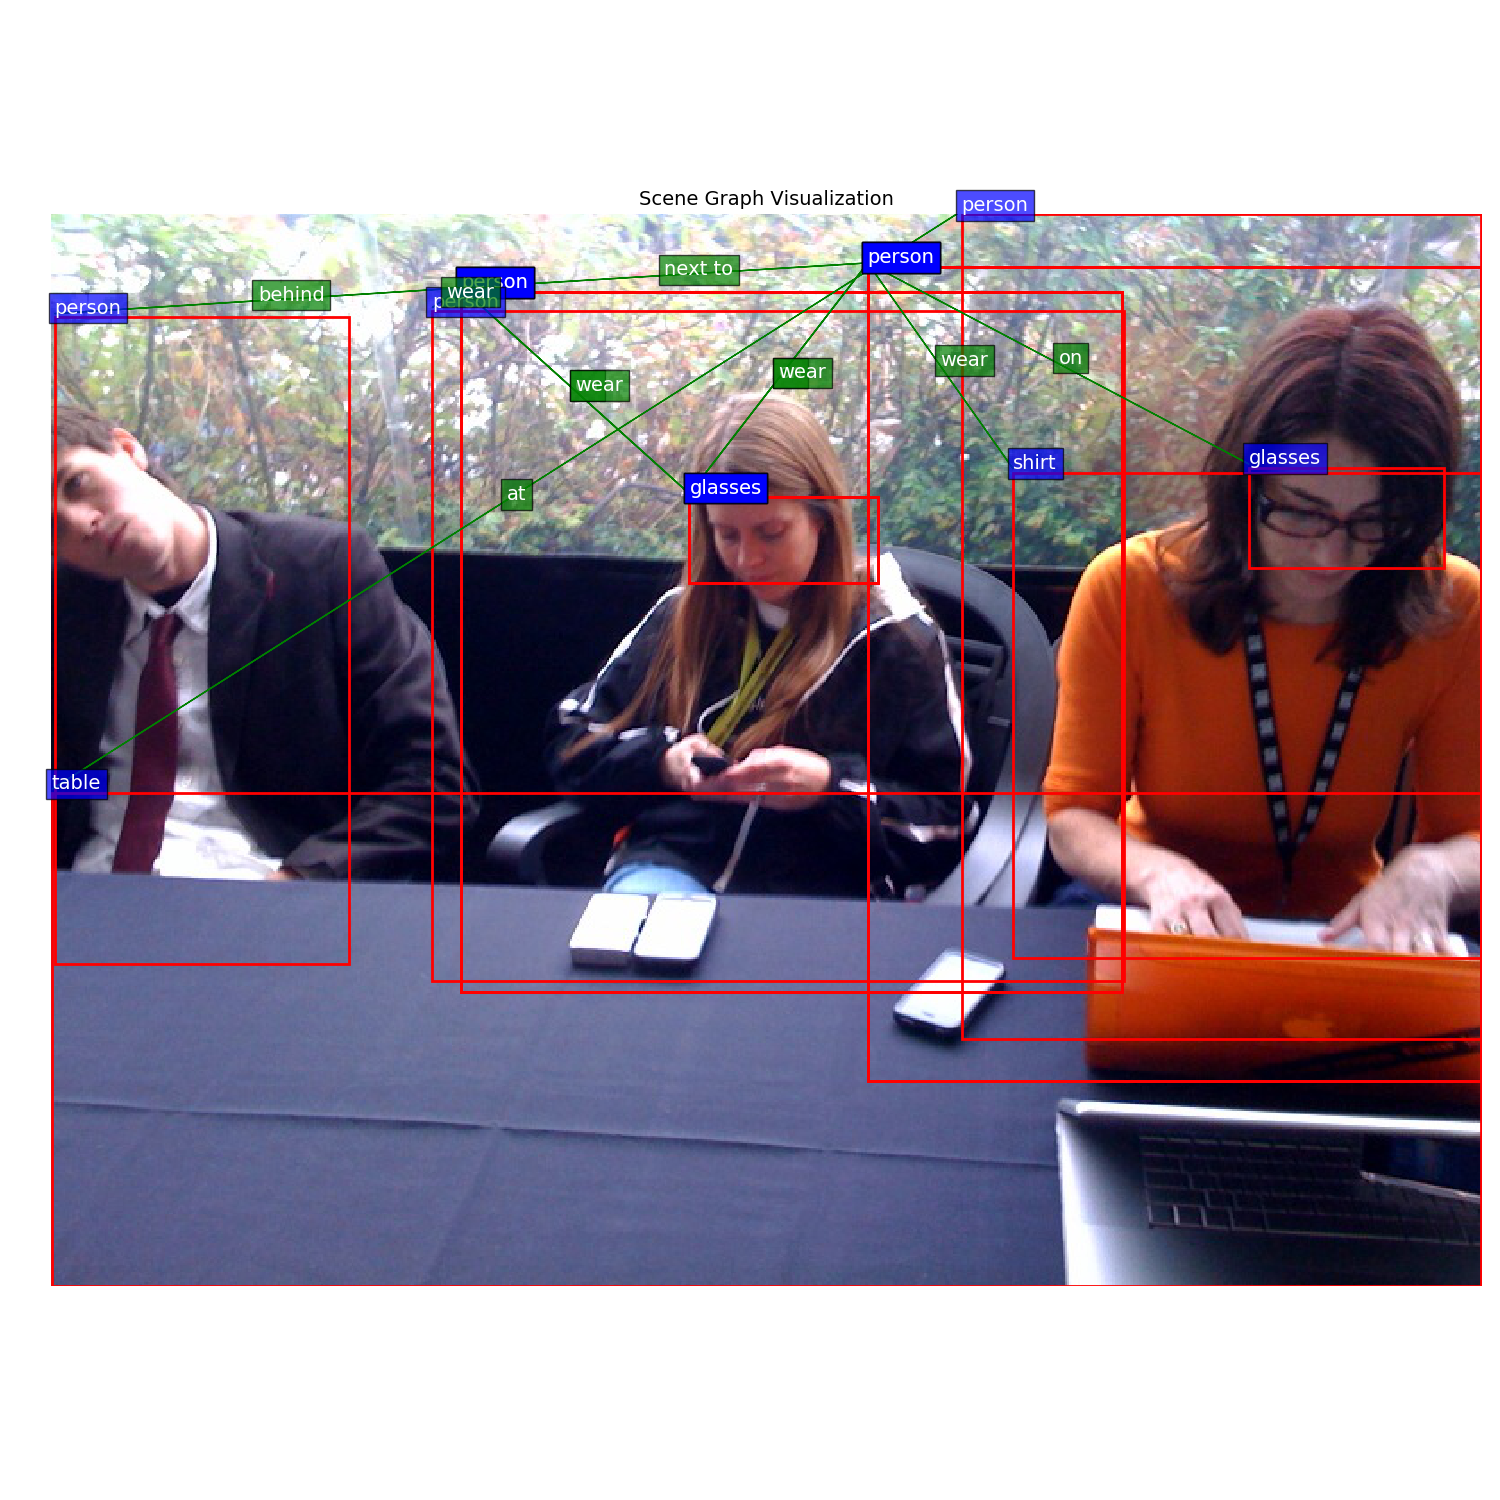 Scene Graph Visualization
person
person
next to
person
behind
wear
person
person
on
wear
wear
wear
glasses
shirt
glasses
at
table